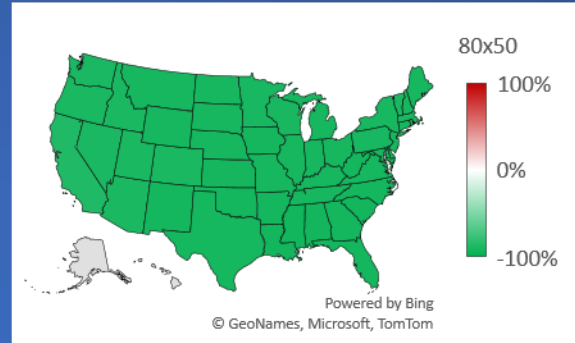 80x50
100%
0%
-100%
Powered by Bing
© GeoNames, Microsoft, TomTom